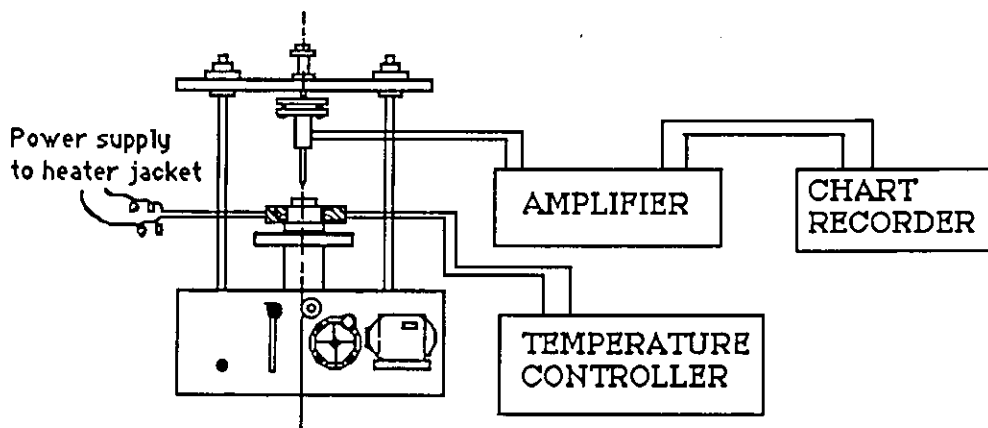 Power supply
to heater jacket
AMPLIFIER
CHART
RECORDER
TEMPERATURE
CONTROLLER